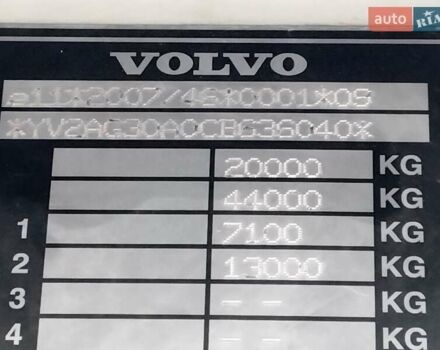 auto RIA
VOLVO
e11*2007/46*0001*08
*YV2AG30A0CB636040*
20000 KG
44000 KG
1 7100 KG
2 13000 KG
3 - - KG
4 - - KG